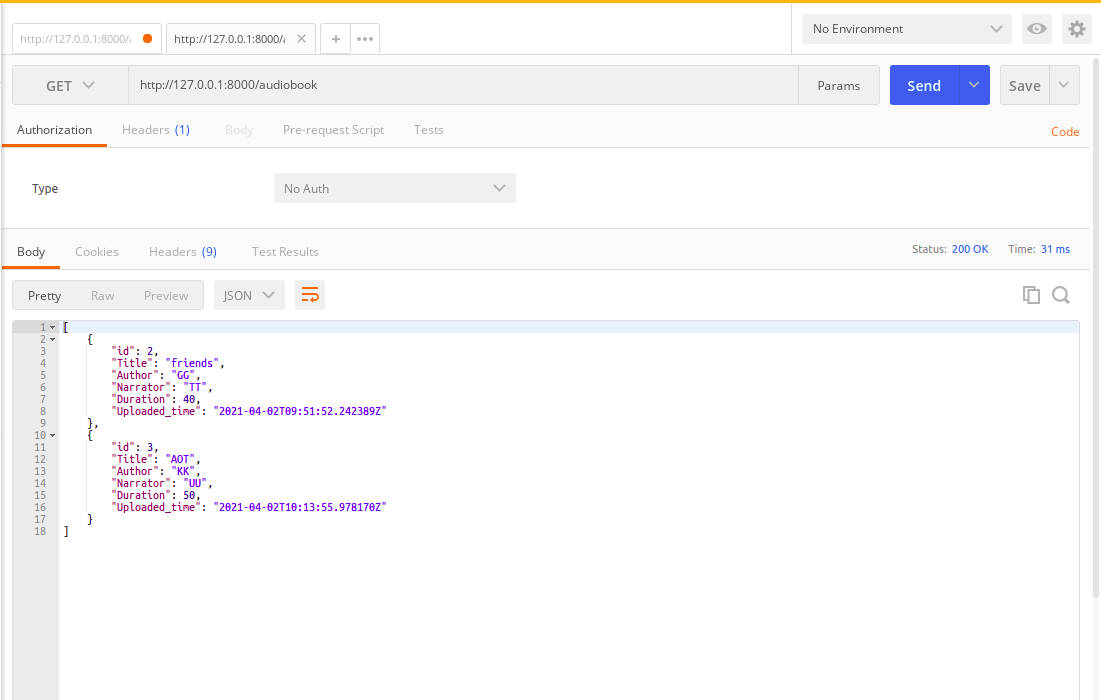 http://127.0.0.1:8000/a
http://127.0.0.1:8000/a
+
No Environment
GET
http://127.0.0.1:8000/audiobook
Params
Send
Save
Authorization
Headers (1)
Body
Pre-request Script
Tests
Code
Type
No Auth
Body
Cookies
Headers (9)
Test Results
Status: 200 OK
Time: 31 ms
Pretty
Raw
Preview
JSON
1 [
2 {
3 "id": 2,
4 "Title": "friends",
5 "Author": "GG",
6 "Narrator": "TT",
7 "Duration": 40,
8 "Uploaded_time": "2021-04-02T09:51:52.242389Z"
9 },
10 {
11 "id": 3,
12 "Title": "AOT",
13 "Author": "KK",
14 "Narrator": "UU",
15 "Duration": 50,
16 "Uploaded_time": "2021-04-02T10:13:55.978170Z"
17 }
18 ]